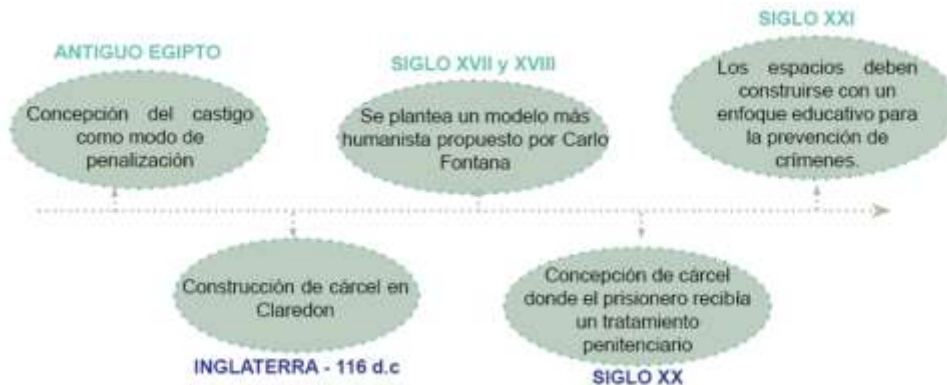 ANTIGUO EGIPTO
Concepción del castigo
como modo de
penalización
INGLATERRA - 116 d.c
Construcción de cárcel en
Claredon
SIGLO XVII y XVIII
Se plantea un modelo más
humanista propuesto por Carlo
Fontana
Concepción de cárcel
donde el prisionero recibía
un tratamiento
penitenciario
SIGLO XX
SIGLO XXI
Los espacios deben
construirse con un
enfoque educativo para
la prevención de
crímenes.